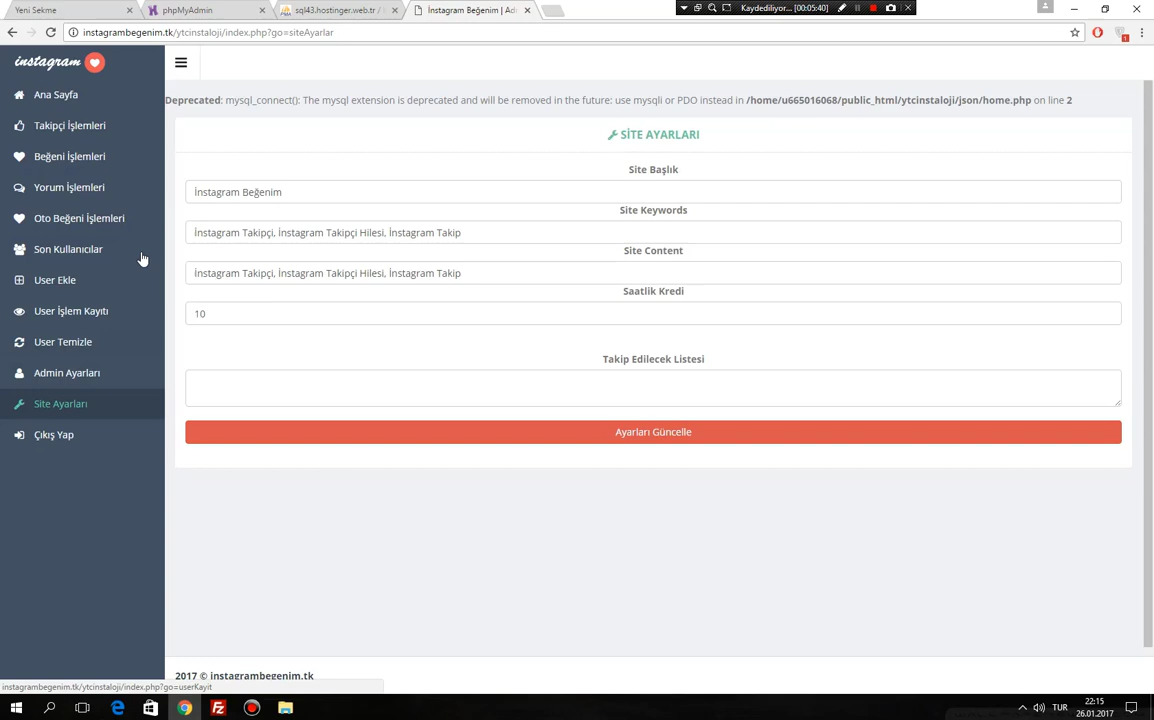 Yeni Sekme
phpMyAdmin
sql43.hostinger.web.tr /
İnstagram Beğenim | Ad
Kaydediliyor... [00:05:40]
instagrambegenim.tk/ytcinstaloji/index.php?go=siteAyarlar
instagram
Ana Sayfa
Takipçi İşlemleri
Beğeni İşlemleri
Yorum İşlemleri
Oto Beğeni İşlemleri
Son Kullanıcılar
User Ekle
User İşlem Kayıtı
User Temizle
Admin Ayarları
Site Ayarları
Çıkış Yap
Deprecated: mysql_connect(): The mysql extension is deprecated and will be removed in the future: use mysqli or PDO instead in /home/u665016068/public_html/ytcinstaloji/json/home.php on line 2
SİTE AYARLARI
Site Başlık
İnstagram Beğenim
Site Keywords
İnstagram Takipçi, İnstagram Takipçi Hilesi, İnstagram Takip
Site Content
İnstagram Takipçi, İnstagram Takipçi Hilesi, İnstagram Takip
Saatlik Kredi
10
Takip Edilecek Listesi
Ayarları Güncelle
2017 © instagrambegenim.tk
instagrambegenim.tk/ytcinstaloji/index.php?go=userKayit
TUR
22:15
26.01.2017